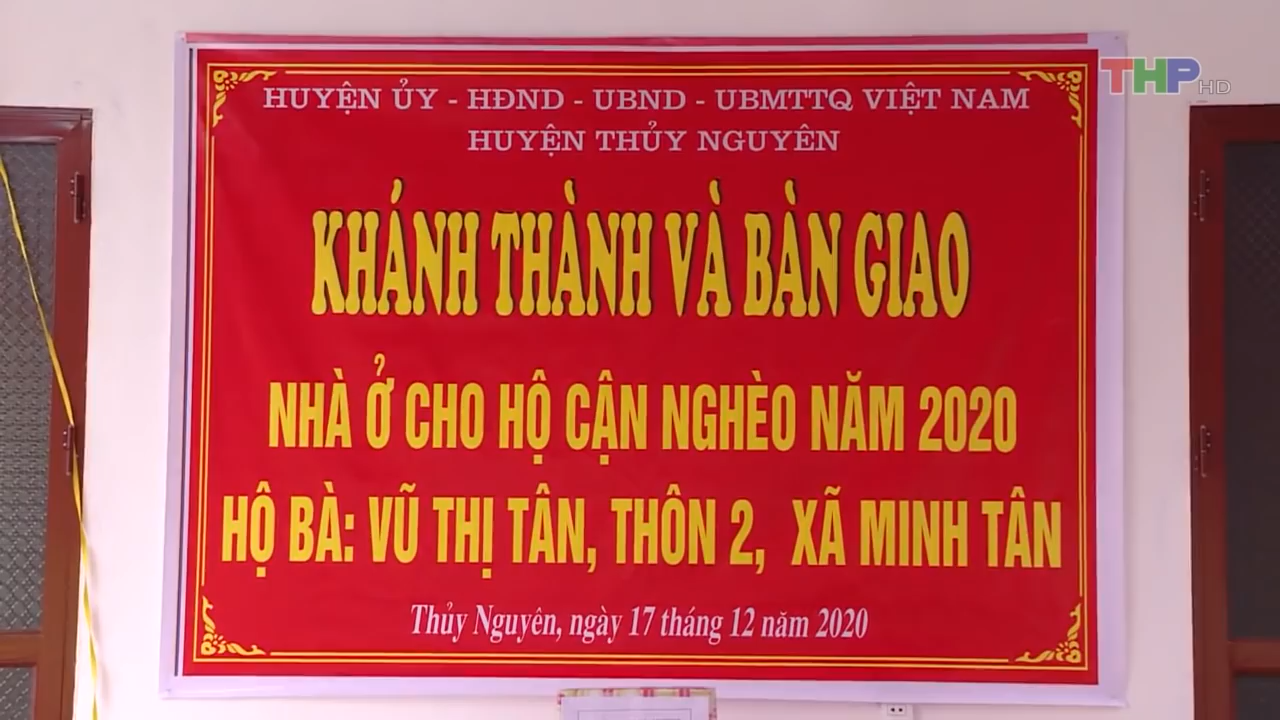 THP HD
HUYỆN ỦY - HĐND - UBND - UBMTTQ VIỆT NAM
HUYỆN THỦY NGUYÊN
KHÁNH THÀNH VÀ BÀN GIAO
NHÀ Ở CHO HỘ CẬN NGHÈO NĂM 2020
HỘ BÀ: VŨ THỊ TÂN, THÔN 2, XÃ MINH TÂN
Thủy Nguyên, ngày 17 tháng 12 năm 2020